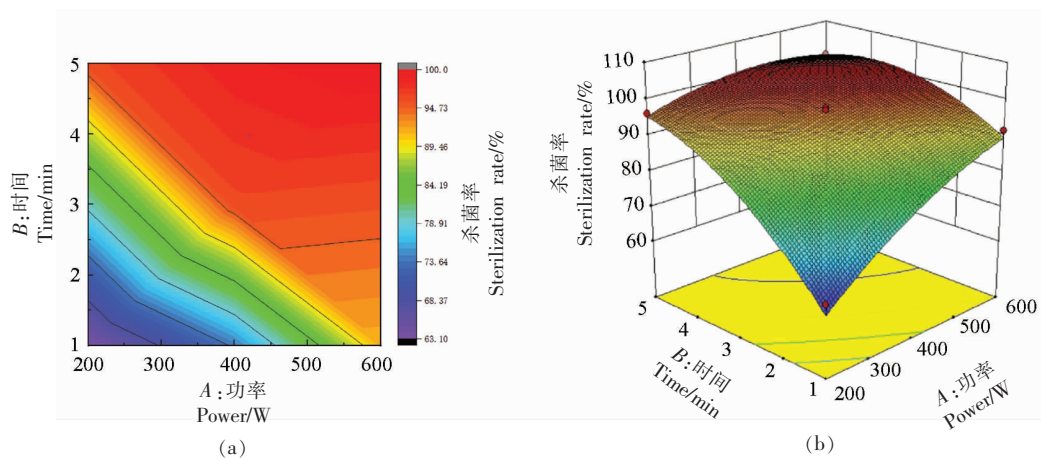 5
4
3
2
1
B:时间
Time/min
200
300
400
500
600
A:功率
Power/W
100.0
94.73
89.46
84.19
78.91
73.64
68.37
63.10
杀菌率
Sterilization rate/%
(a)
110
100
90
80
70
60
杀菌率
Sterilization rate/%
5
4
3
2
1
B:时间
Time/min
200
300
400
500
600
A:功率
Power/W
(b)